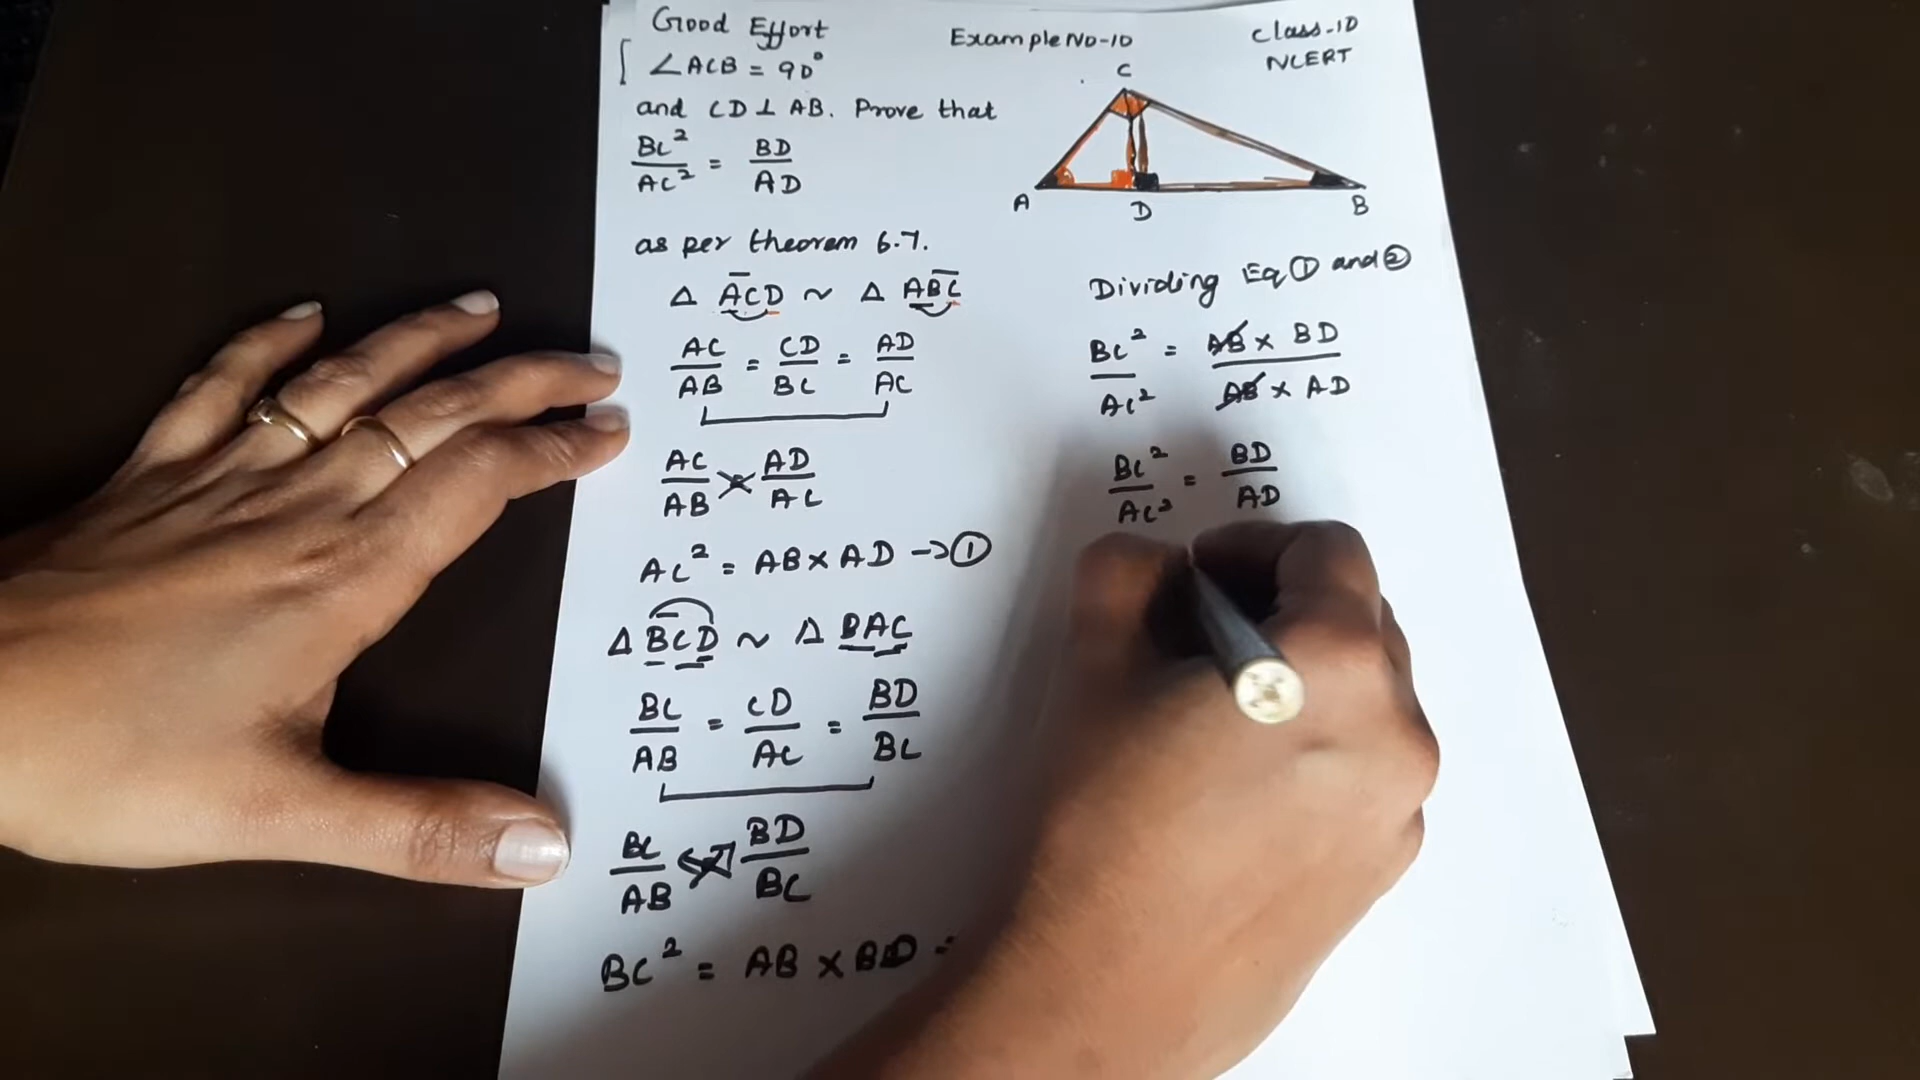 Good Effort
∠ACB = 90°
and CD ⊥ AB. Prove that
BC²/AC² = BD/AD
Example No-10
Class-10
NCERT
C
A
D
B
as per theorem 6.7.
Δ ACD ~ Δ ABC
AC/AB = CD/BC = AD/AC
AC/AB AD/AC
AC² = AB × AD → ①
Δ BCD ~ Δ BAC
BC/AB = CD/AC = BD/BC
BC/AB BD/BC
BC² = AB × BD
Dividing Eq ① and ②
BC²/AC² = AB × BD/AB × AD
BC²/AC² = BD/AD